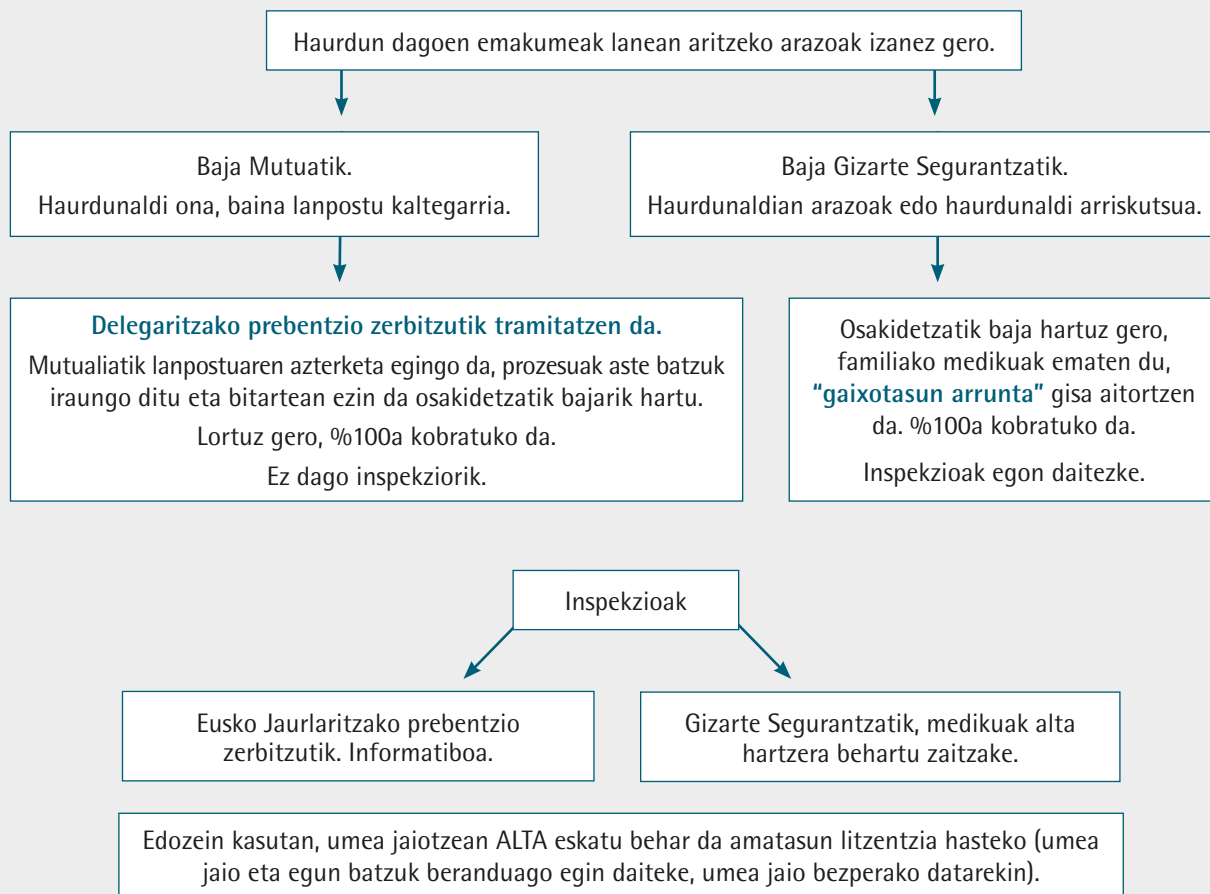 Haurdun dagoen emakumeak lanean aritzeko arazoak izanez gero.
Baja Mutuatik.
Haurdunaldi ona, baina lanpostu kaltegarria.
Baja Gizarte Segurantzatik.
Haurdunaldian arazoak edo haurdunaldi arriskutsua.
Delegaritzako prebentzio zerbitzutik tramitatzen da.
Mutualiatik lanpostuaren azterketa egingo da, prozesuak aste batzuk
iraungo ditu eta bitartean ezin da osakidetzatik bajarik hartu.
Lortuz gero, %100a kobratuko da.
Ez dago inspekziorik.
Osakidetzatik baja hartuz gero,
familiako medikuak ematen du,
"gaixotasun arrunta" gisa aitortzen
da. %100a kobratuko da.
Inspekzioak egon daitezke.
Inspekzioak
Eusko Jaurlaritzako prebentzio
zerbitzutik. Informatiboa.
Gizarte Segurantzatik, medikuak alta
hartzera behartu zaitzake.
Edozein kasutan, umea jaiotzean ALTA eskatu behar da amatasun litzentzia hasteko (umea
jaio eta egun batzuk beranduago egin daiteke, umea jaio bezperako datarekin).